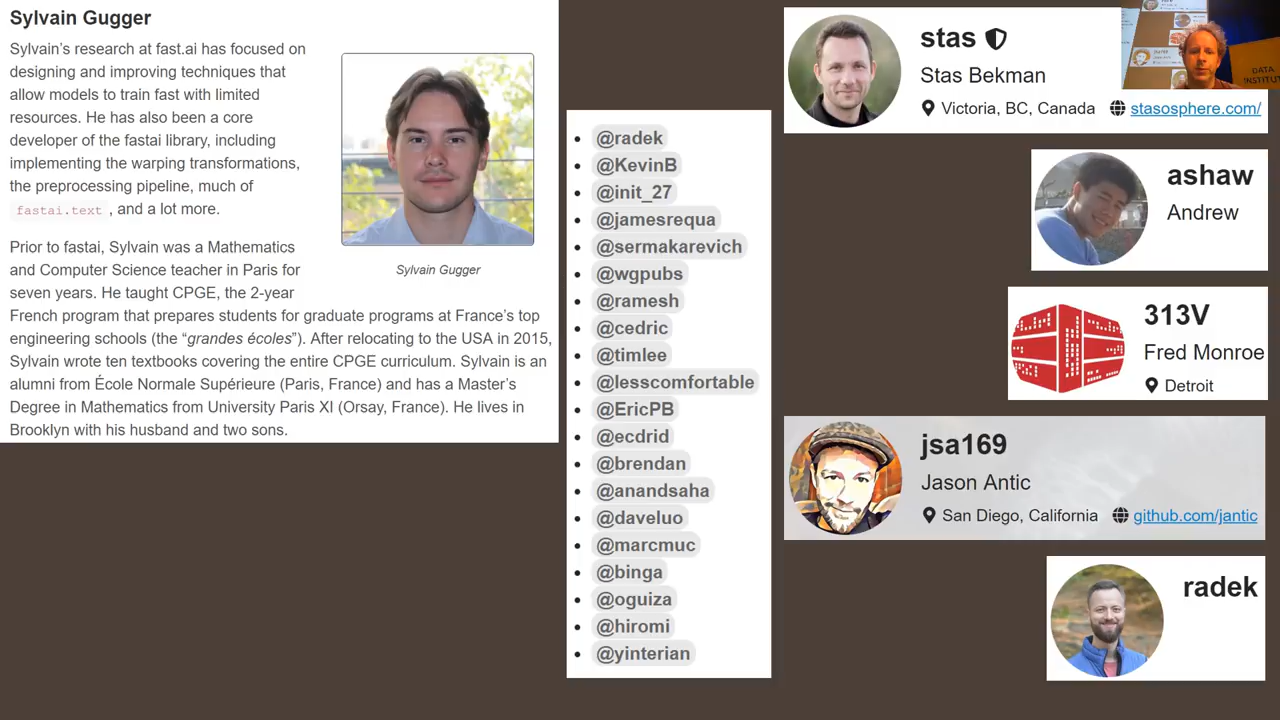 Sylvain Gugger
Sylvain's research at fast.ai has focused on
designing and improving techniques that
allow models to train fast with limited
resources. He has also been a core
developer of the fastai library, including
implementing the warping transformations,
the preprocessing pipeline, much of
fastai.text , and a lot more.
Prior to fastai, Sylvain was a Mathematics
and Computer Science teacher in Paris for
seven years. He taught CPGE, the 2-year
French program that prepares students for graduate programs at France's top
engineering schools (the “grandes écoles”). After relocating to the USA in 2015,
Sylvain wrote ten textbooks covering the entire CPGE curriculum. Sylvain is an
alumni from École Normale Supérieure (Paris, France) and has a Master's
Degree in Mathematics from University Paris XI (Orsay, France). He lives in
Brooklyn with his husband and two sons.
Sylvain Gugger
@radek
@KevinB
@init_27
@jamesrequa
@sermakarevich
@wgpubs
@ramesh
@cedric
@timlee
@lesscomfortable
@EricPB
@ecdrid
@brendan
@anandsaha
@daveluo
@marcmuc
@binga
@oguiza
@hiromi
@yinterian
stas
Stas Bekman
Victoria, BC, Canada stasosphere.com/
DATA
INSTITUT
ashaw
Andrew
313V
Fred Monroe
Detroit
jsa169
Jason Antic
San Diego, California github.com/jantic
radek